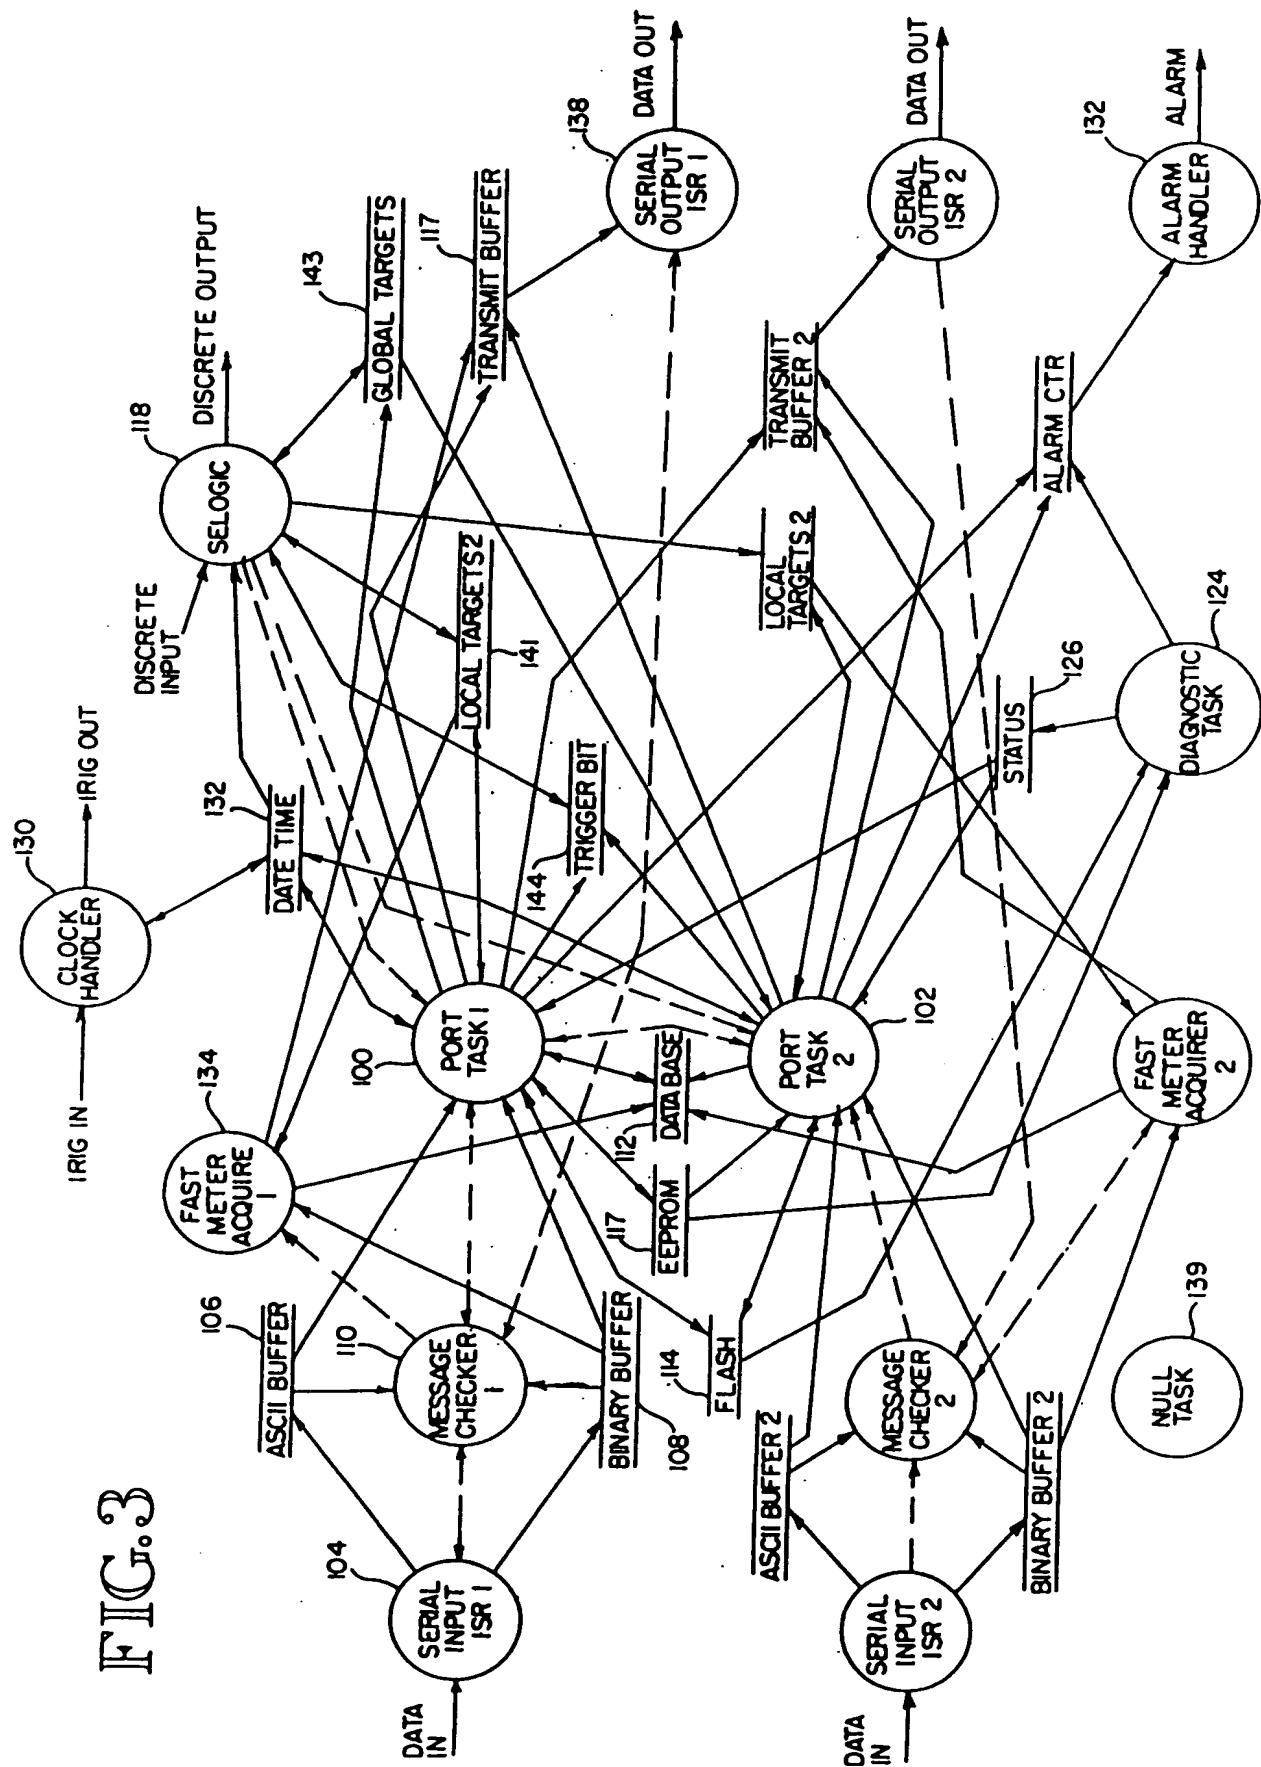 FIG.3
IRIG IN
130
CLOCK
HANDLER
IRIG OUT
132
DATE TIME
DISCRETE
INPUT
118
SELOGIC
DISCRETE OUTPUT
143
GLOBAL TARGETS
117
TRANSMIT BUFFER
138
SERIAL
OUTPUT
ISR 1
DATA OUT
134
FAST
METER
ACQUIRE
1
106
ASCII BUFFER
110
MESSAGE
CHECKER
1
104
SERIAL
INPUT
ISR 1
DATA
IN
BINARY BUFFER
108
100
PORT
TASK 1
LOCAL TARGETS 2
141
144
TRIGGER BIT
112
DATA BASE
117
EEPROM
114
FLASH
PORT
TASK
2
102
LOCAL
TARGETS 2
TRANSMIT
BUFFER 2
SERIAL
OUTPUT
ISR 2
DATA OUT
ASCII BUFFER 2
MESSAGE
CHECKER
2
SERIAL
INPUT
ISR 2
DATA
IN
BINARY BUFFER 2
STATUS
126
ALARM CTR
132
ALARM
HANDLER
ALARM
124
DIAGNOSTIC
TASK
FAST
METER
ACQUIRER
2
139
NULL
TASK